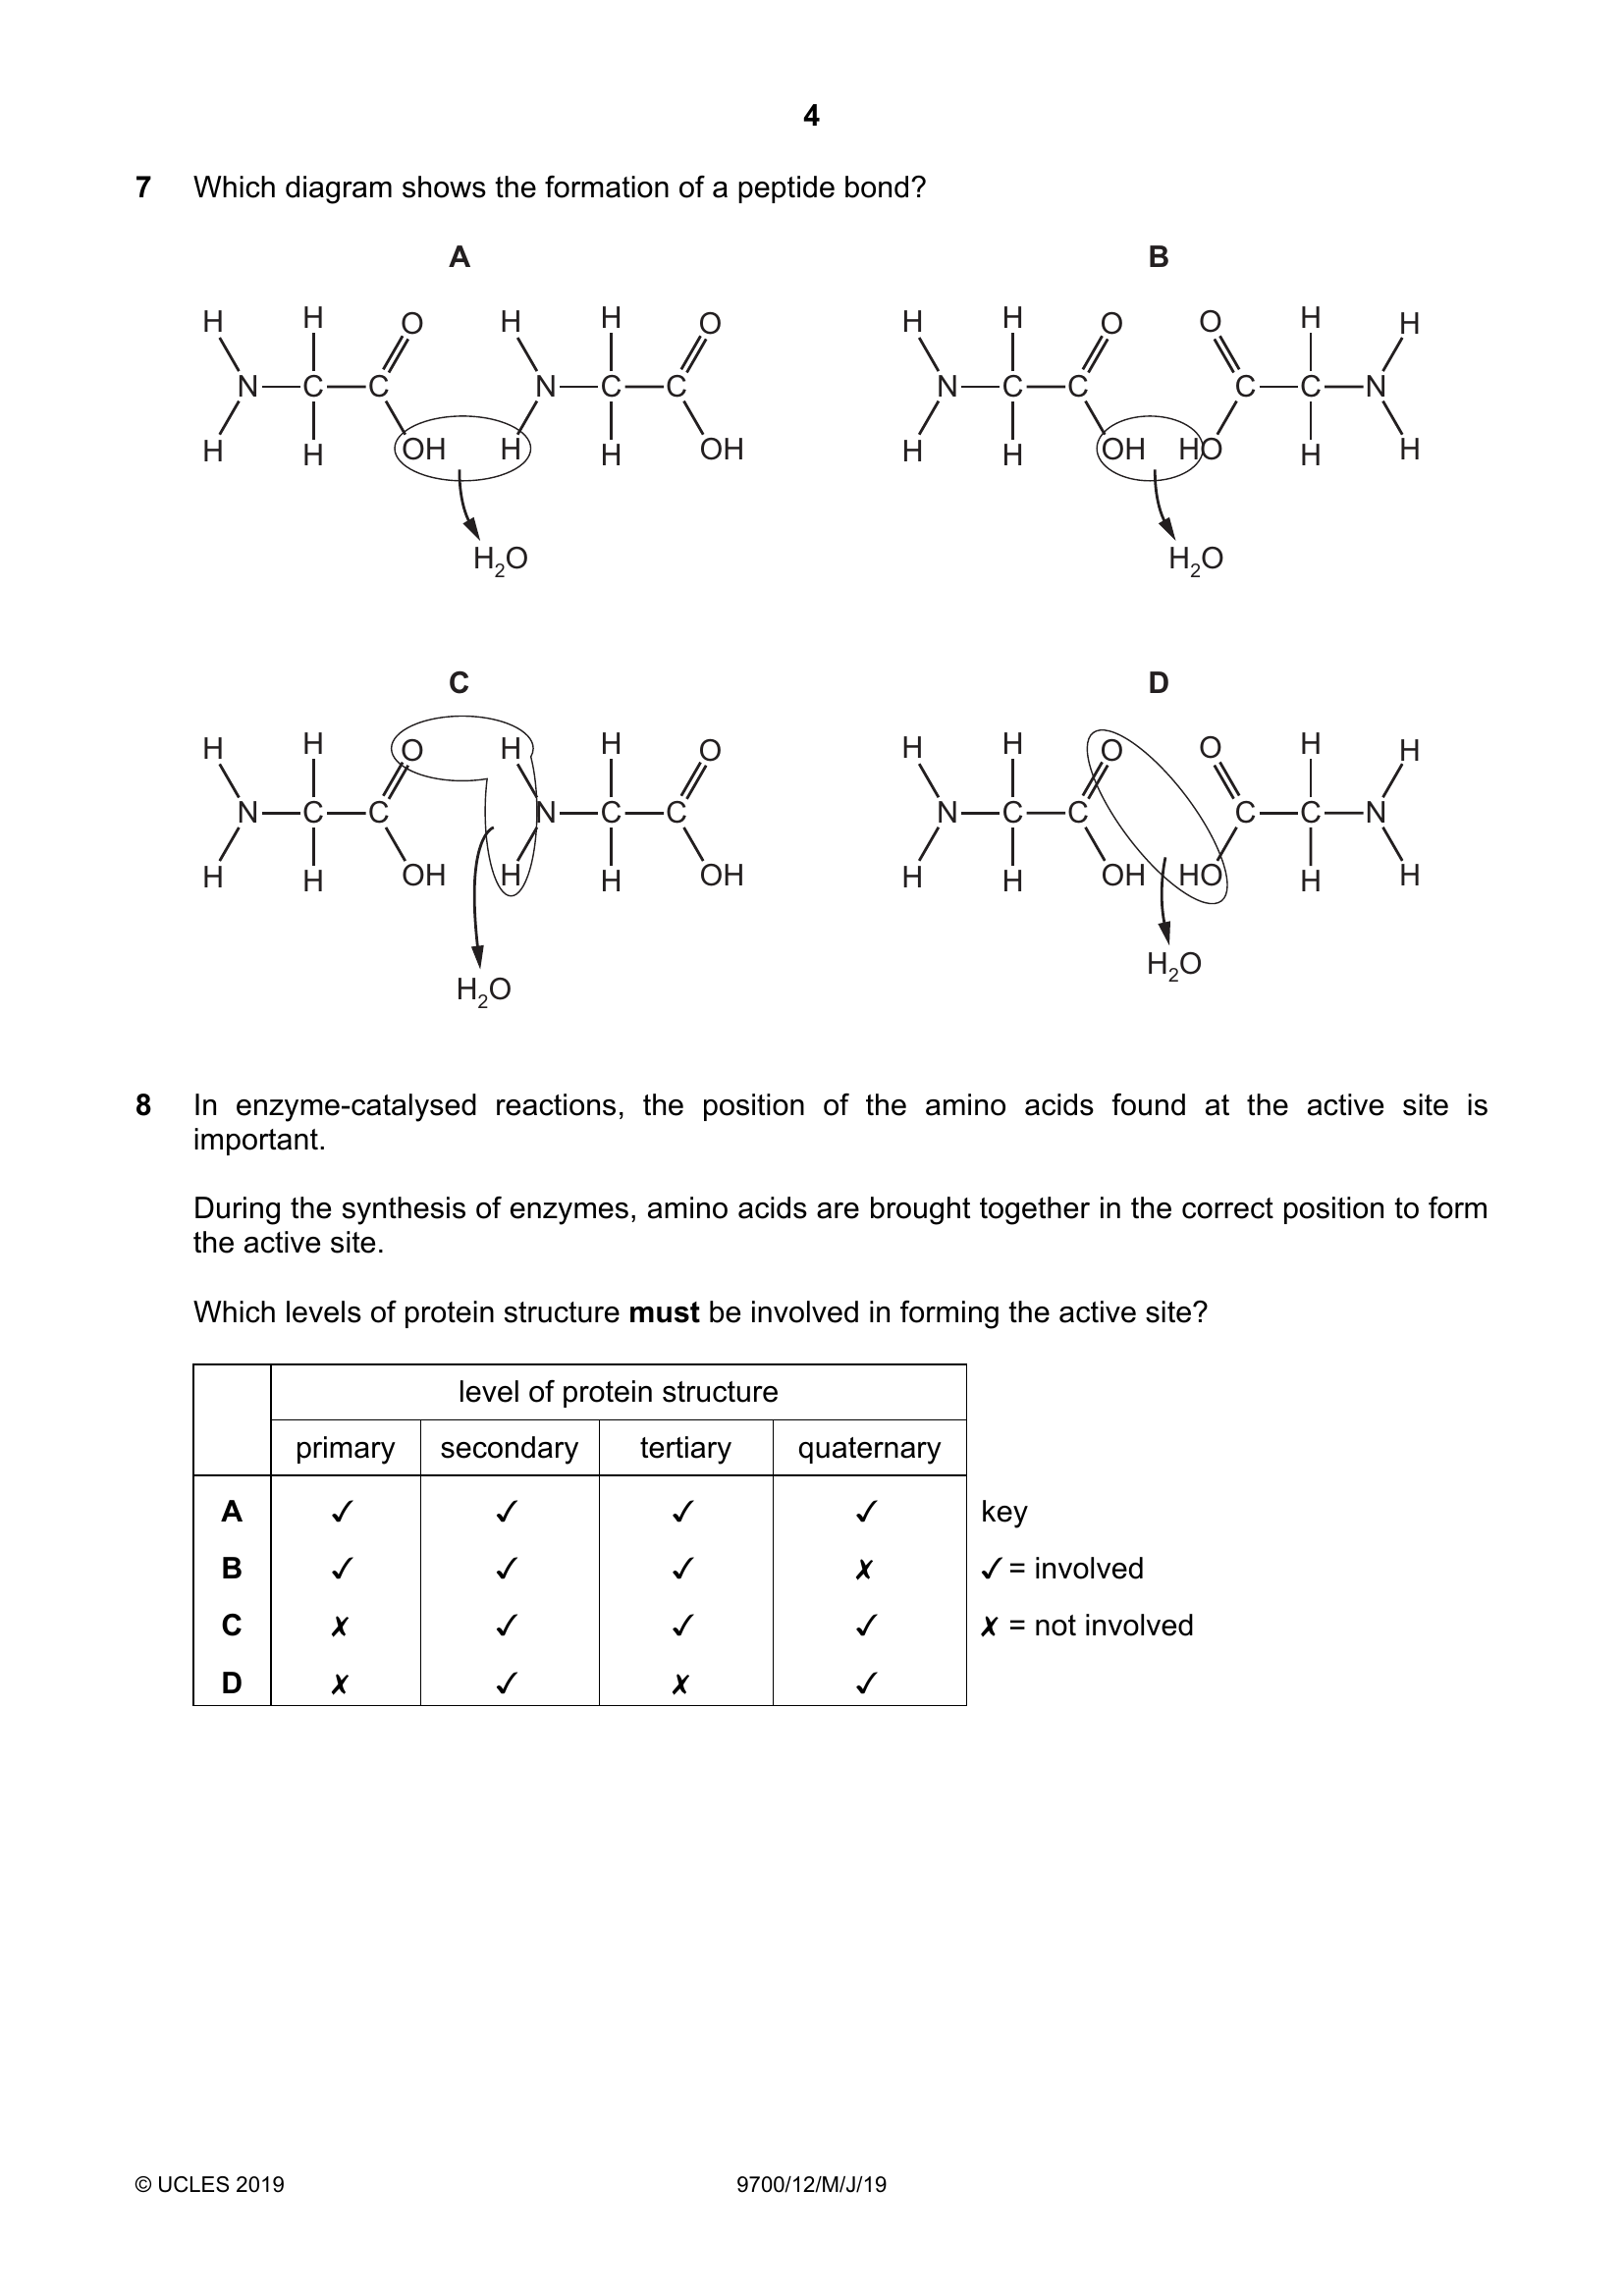 4
7 Which diagram shows the formation of a peptide bond?
A B
H H O H H O H H O O H H
N C C N C C N C C C C N
H H OH H H OH H H OH HO H H
H2O H2O
C D
H H O H H O H H O O H H
N C C N C C N C C C C N
H H OH H H OH H H OH HO H H
H2O H2O
8 In enzyme-catalysed reactions, the position of the amino acids found at the active site is
important.
During the synthesis of enzymes, amino acids are brought together in the correct position to form
the active site.
Which levels of protein structure must be involved in forming the active site?
level of protein structure
primary secondary tertiary quaternary
A ✓ ✓ ✓ ✓ key
B ✓ ✓ ✓ ✗ ✓ = involved
C ✗ ✓ ✓ ✓ ✗ = not involved
D ✗ ✓ ✗ ✓
© UCLES 2019 9700/12/M/J/19